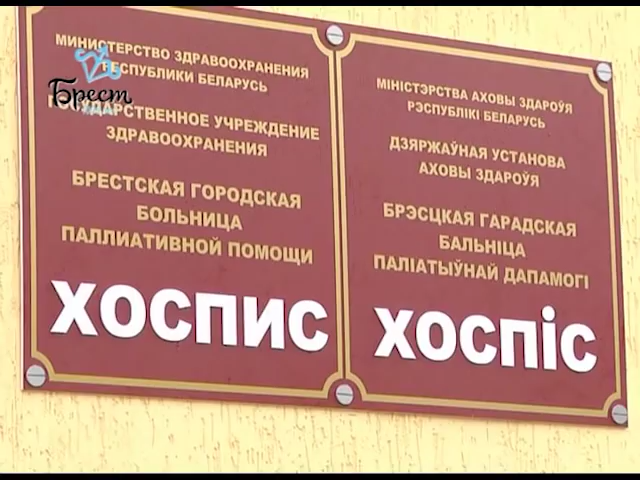 Брест
МИНИСТЕРСТВО ЗДРАВООХРАНЕНИЯ
РЕСПУБЛИКИ БЕЛАРУСЬ
ГОСУДАРСТВЕННОЕ УЧРЕЖДЕНИЕ
ЗДРАВООХРАНЕНИЯ
БРЕСТСКАЯ ГОРОДСКАЯ
БОЛЬНИЦА
ПАЛЛИАТИВНОЙ ПОМОЩИ
ХОСПИС
МІНІСТЭРСТВА АХОВЫ ЗДАРОЎЯ
РЭСПУБЛІКІ БЕЛАРУСЬ
ДЗЯРЖАЎНАЯ УСТАНОВА
АХОВЫ ЗДАРОЎЯ
БРЭСЦКАЯ ГАРАДСКАЯ
БАЛЬНІЦА
ПАЛІАТЫЎНАЙ ДАПАМОГІ
ХОСПіС